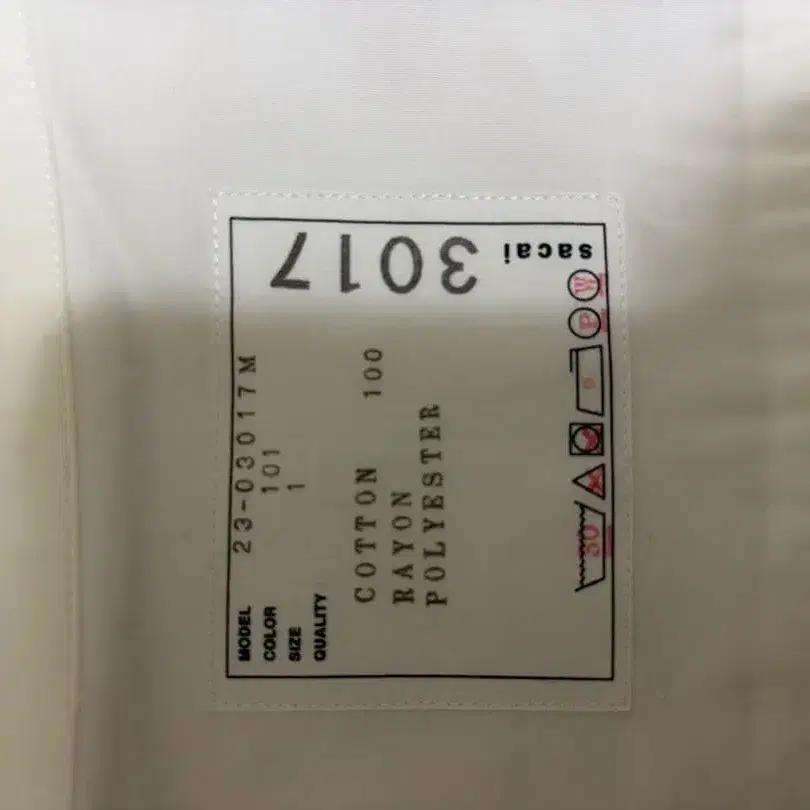 sacai
3017
MODEL 23-03017M
COLOR 101
SIZE 1
QUALITY
COTTON 100
RAYON
POLYESTER
30
P
W